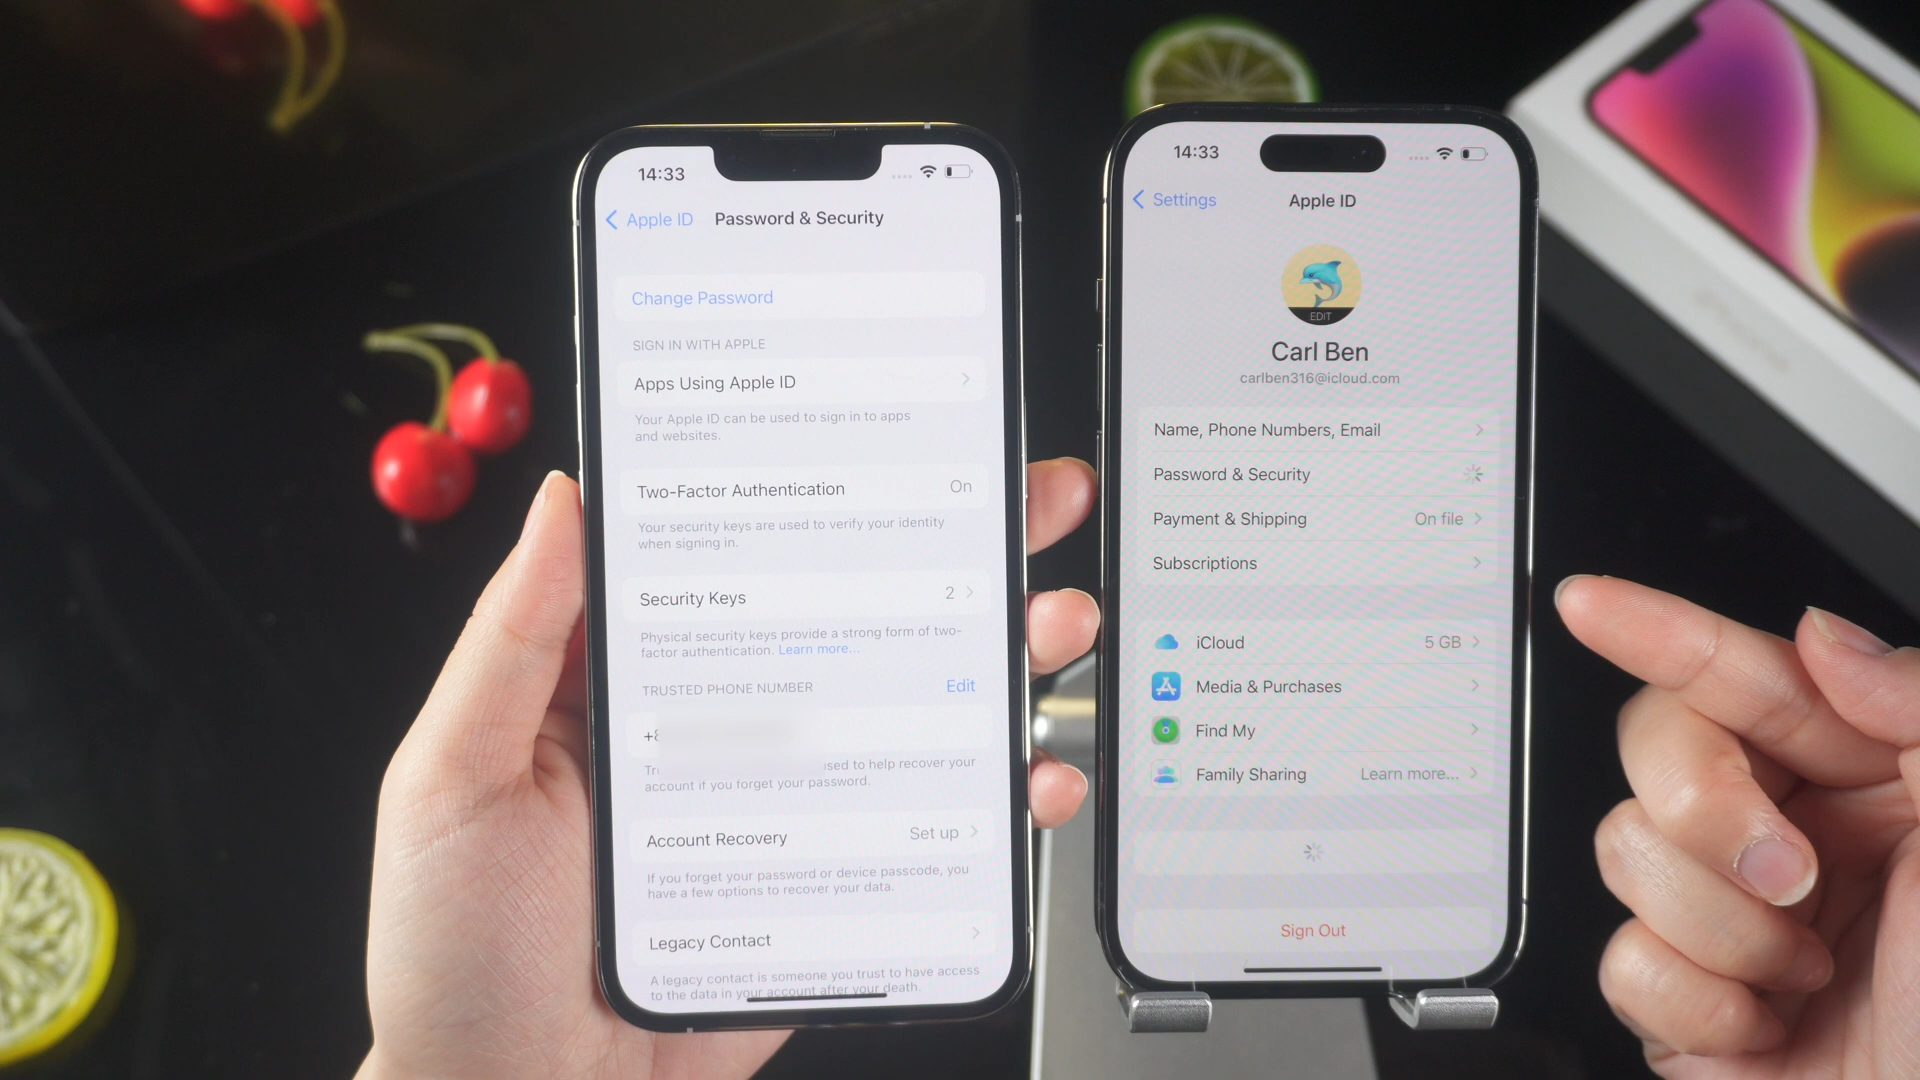 14:33
Apple ID
Password & Security
Change Password
SIGN IN WITH APPLE
Apps Using Apple ID
Your Apple ID can be used to sign in to apps
and websites.
Two-Factor Authentication
On
Your security keys are used to verify your identity
when signing in.
Security Keys
2
Physical security keys provide a strong form of two-
factor authentication. Learn more...
TRUSTED PHONE NUMBER
Edit
sed to help recover your
account if you forget your password.
Account Recovery
Set up
If you forget your password or device passcode, you
have a few options to recover your data.
Legacy Contact
A legacy contact is someone you trust to have access
to the data in your account after your death.
14:33
Settings
Apple ID
EDIT
Carl Ben
carlben316@icloud.com
Name, Phone Numbers, Email
Password & Security
Payment & Shipping
On file
Subscriptions
iCloud
5 GB
Media & Purchases
Find My
Family Sharing
Learn more...
Sign Out